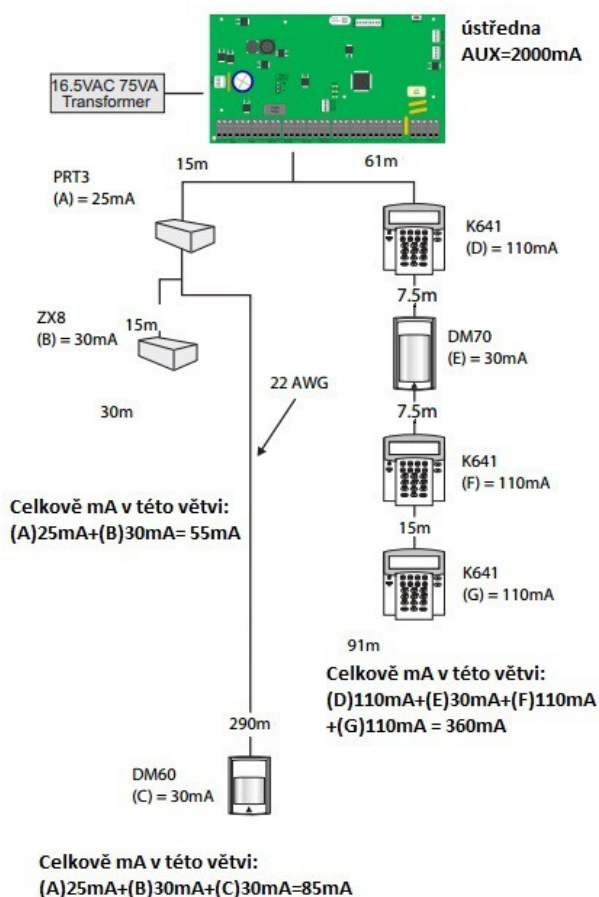 ústředna
AUX=2000mA
16.5VAC 75VA
Transformer
15m
61m
PRT3
(A) = 25mA
K641
(D) = 110mA
7.5m
ZX8
(B) = 30mA
15m
DM70
(E) = 30mA
22 AWG
30m
7.5m
K641
(F) = 110mA
Celkově mA v této větvi:
(A)25mA+(B)30mA= 55mA
15m
K641
(G) = 110mA
91m
Celkově mA v této větvi:
(D)110mA+(E)30mA+(F)110mA
+(G)110mA = 360mA
290m
DM60
(C) = 30mA
Celkově mA v této větvi:
(A)25mA+(B)30mA+(C)30mA=85mA